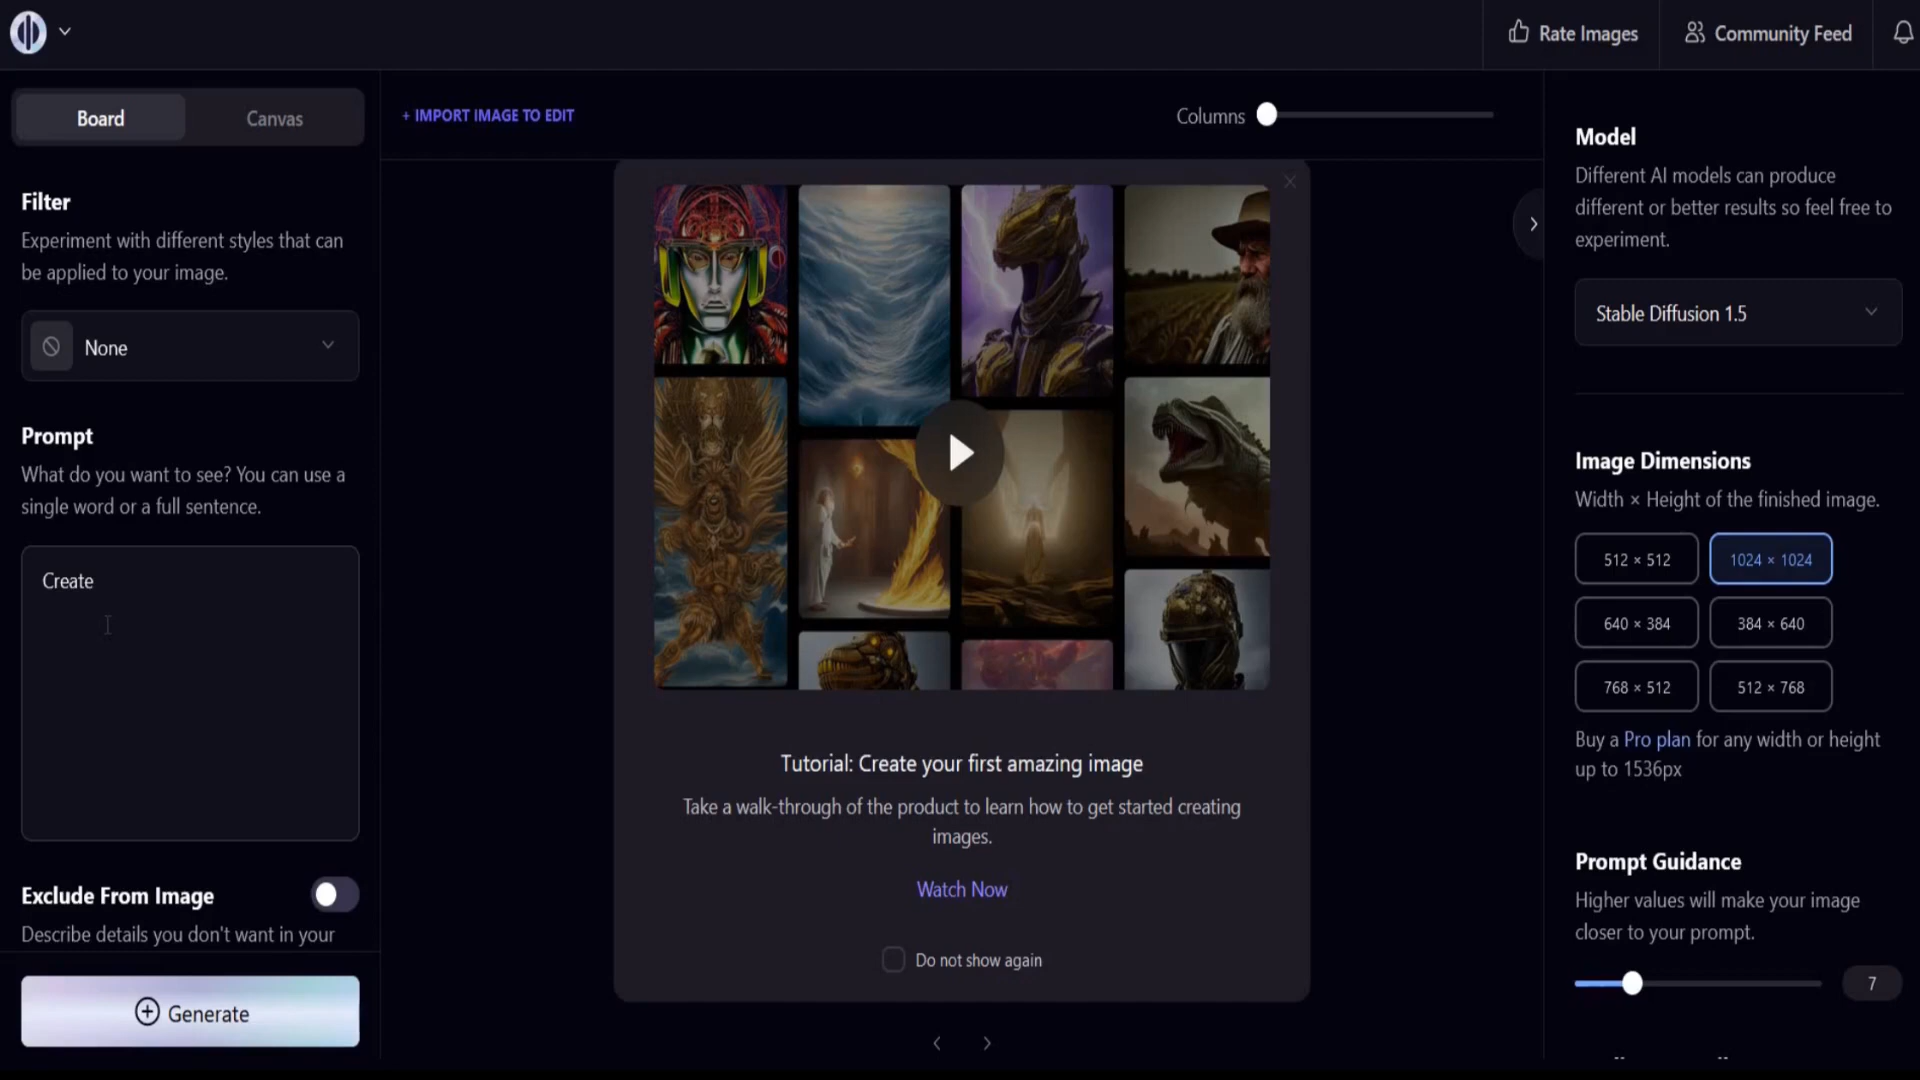 Rate Images
Community Feed
Board
Canvas
+ IMPORT IMAGE TO EDIT
Columns
Filter
Experiment with different styles that can
be applied to your image.
None
Prompt
What do you want to see? You can use a
single word or a full sentence.
Create
Exclude From Image
Describe details you don't want in your
Generate
Tutorial: Create your first amazing image
Take a walk-through of the product to learn how to get started creating
images.
Watch Now
Do not show again
Model
Different AI models can produce
different or better results so feel free to
experiment.
Stable Diffusion 1.5
Image Dimensions
Width × Height of the finished image.
512 × 512
1024 × 1024
640 × 384
384 × 640
768 × 512
512 × 768
Buy a Pro plan for any width or height
up to 1536px
Prompt Guidance
Higher values will make your image
closer to your prompt.
7